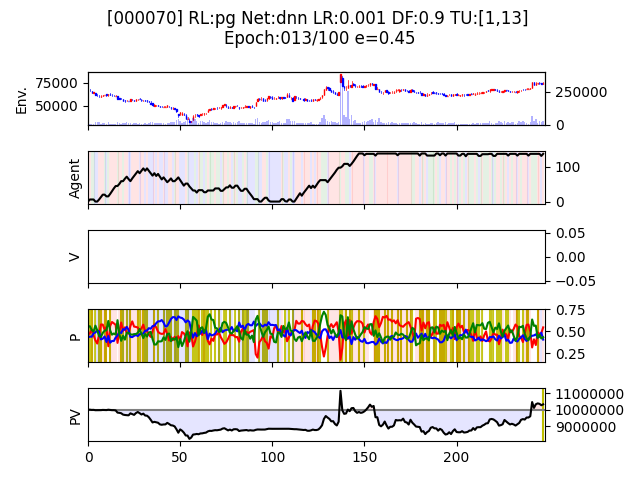 [000070] RL:pg Net:dnn LR:0.001 DF:0.9 TU:[1,13]
Epoch:013/100 e=0.45
Env.
75000
50000
250000
0
Agent
100
0
V
0.05
0.00
−0.05
P
0.75
0.50
0.25
PV
11000000
10000000
9000000
0 50 100 150 200